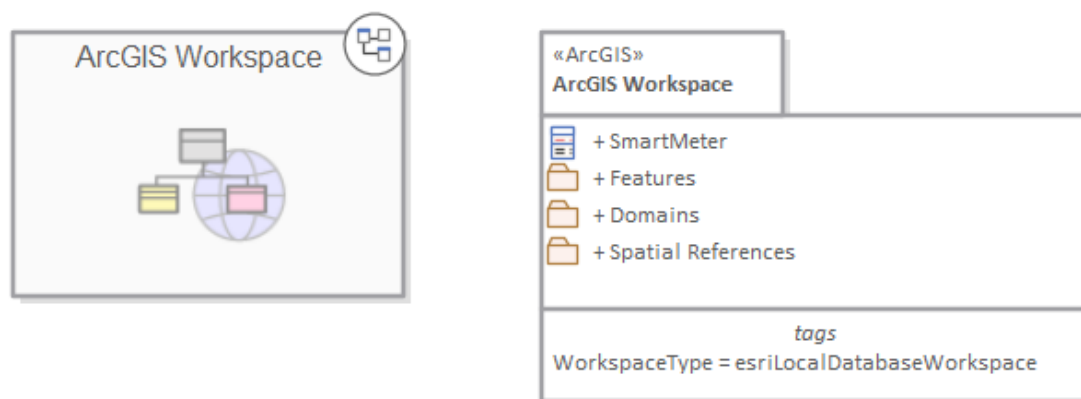 ArcGIS Workspace
«ArcGIS»
ArcGIS Workspace
+ SmartMeter
+ Features
+ Domains
+ Spatial References
tags
WorkspaceType = esriLocalDatabaseWorkspace